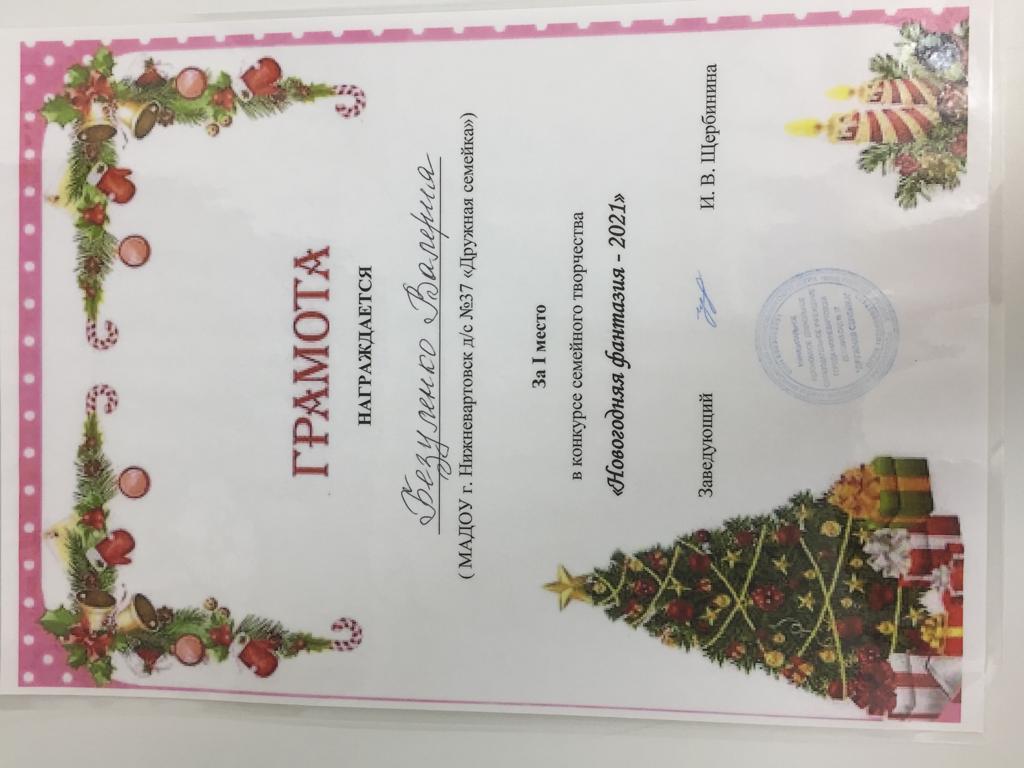 ГРАМОТА
НАГРАЖДАЕТСЯ
Безуленко Валерия
( МАДОУ г. Нижневартовск д/с №37 «Дружная семейка»)
За I место
в конкурсе семейного творчества
«Новогодняя фантазия - 2021»
Заведующий И. В. Щербинина